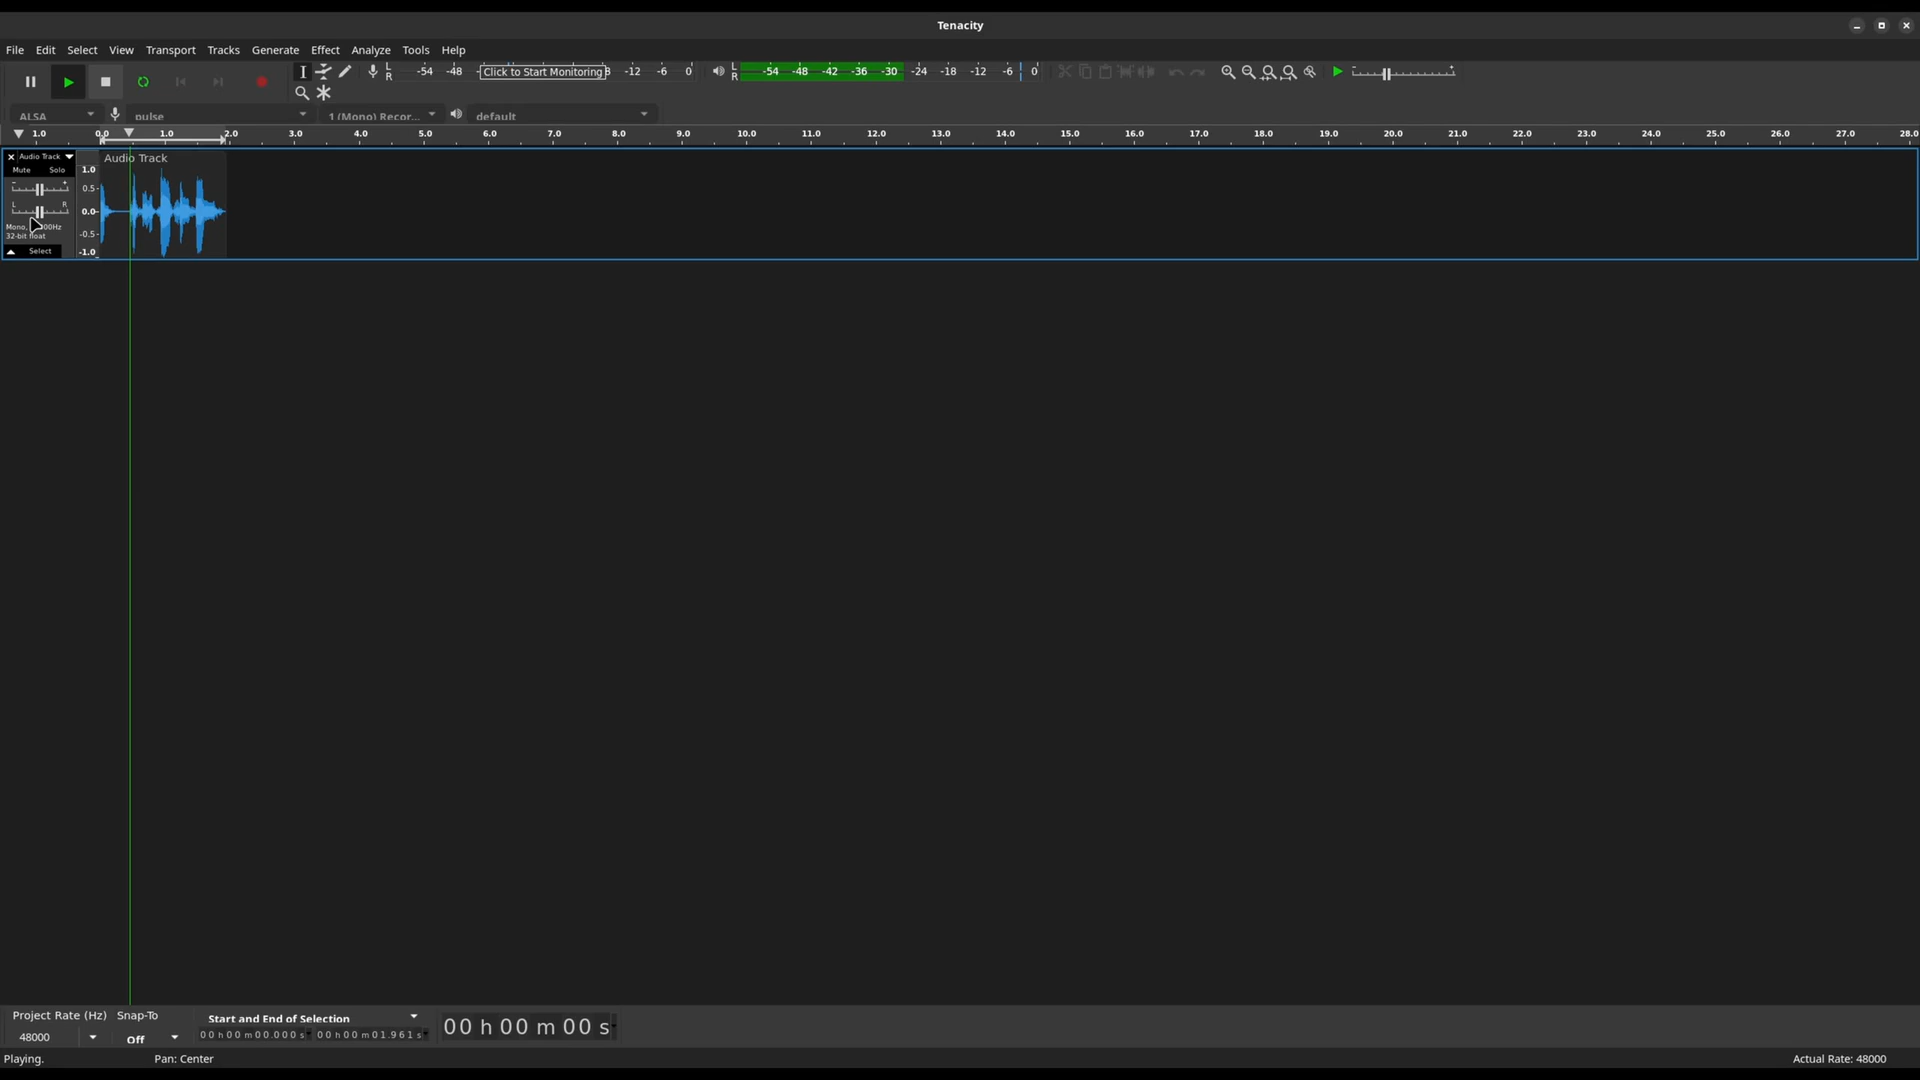 Tenacity
File Edit Select View Transport Tracks Generate Effect Analyze Tools Help
L R -54 -48 Click to Start Monitoring 8 -12 -6 0 L R -54 -48 -42 -36 -30 -24 -18 -12 -6 0 - +
ALSA pulse 1 (Mono) Recor... default
1.0 0.0 1.0 2.0 3.0 4.0 5.0 6.0 7.0 8.0 9.0 10.0 11.0 12.0 13.0 14.0 15.0 16.0 17.0 18.0 19.0 20.0 21.0 22.0 23.0 24.0 25.0 26.0 27.0 28.0
Audio Track Audio Track
Mute Solo 1.0
- + 0.5
L R 0.0
Mono, 00Hz -0.5
32-bit float
Select -1.0
Project Rate (Hz) Snap-To Start and End of Selection
48000 Off 00 h 00 m 00.000 s 00 h 00 m 01.961 s 00 h 00 m 00 s
Playing. Pan: Center Actual Rate: 48000